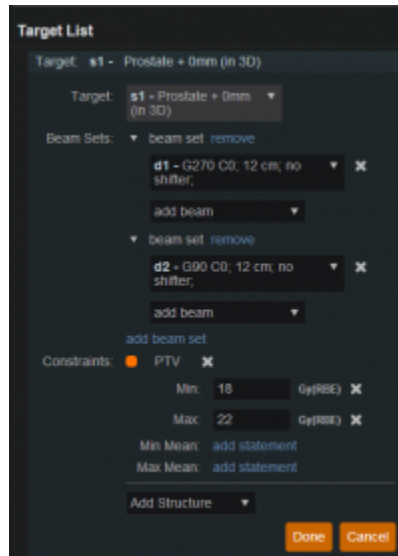 Target List
Target: s1 - Prostate + 0mm (in 3D)
Target: s1 - Prostate + 0mm
(in 3D)
Beam Sets: beam set remove
d1 - G270 C0; 12 cm; no
shifter;
add beam
beam set remove
d2 - G90 C0; 12 cm; no
shifter;
add beam
add beam set
Constraints: PTV
Min: 18 Gy(RBE)
Max: 22 Gy(RBE)
Min Mean: add statement
Max Mean: add statement
Add Structure
Done Cancel